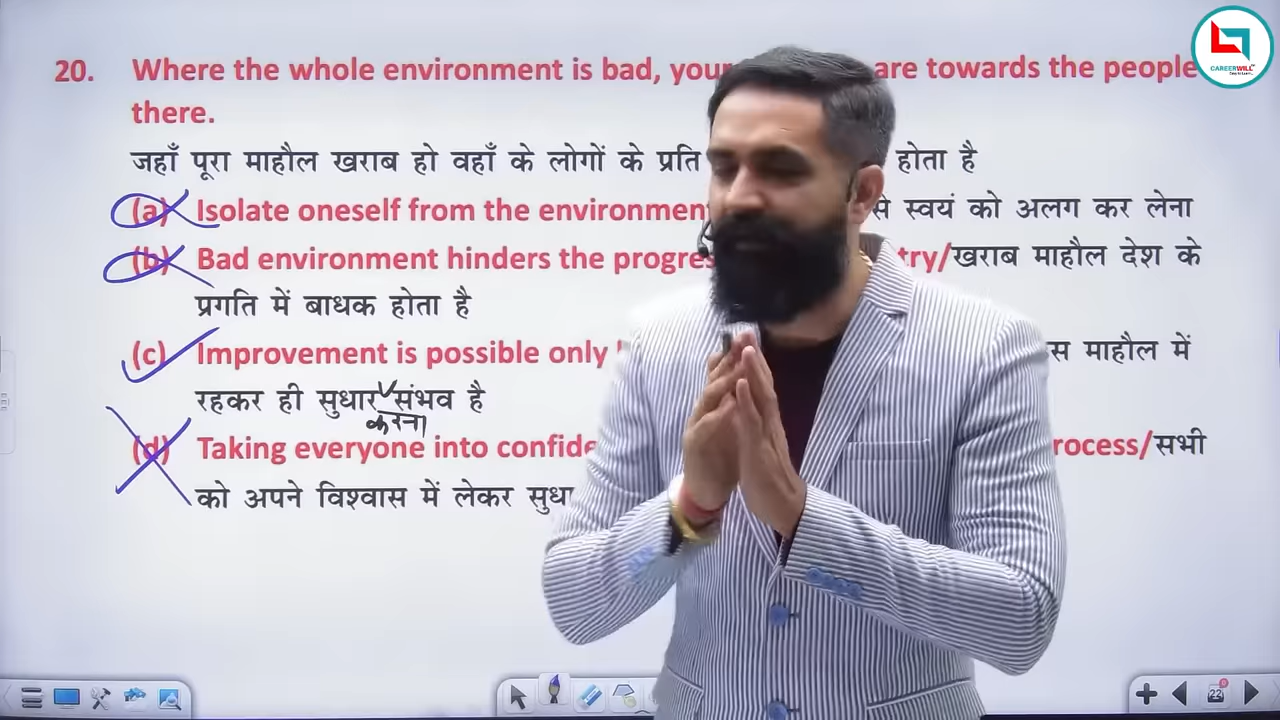 20. Where the whole environment is bad, your are towards the people
there.
जहाँ पूरा माहौल खराब हो वहाँ के लोगों के प्रति होता है
(a) Isolate oneself from the environmen से स्वयं को अलग कर लेना
(b) Bad environment hinders the progres try/खराब माहौल देश के
प्रगति में बाधक होता है
(c) Improvement is possible only स माहौल में
रहकर ही सुधार संभव है
करना
(d) Taking everyone into confide rocess/सभी
को अपने विश्वास में लेकर सुधा
CAREERWILL
23